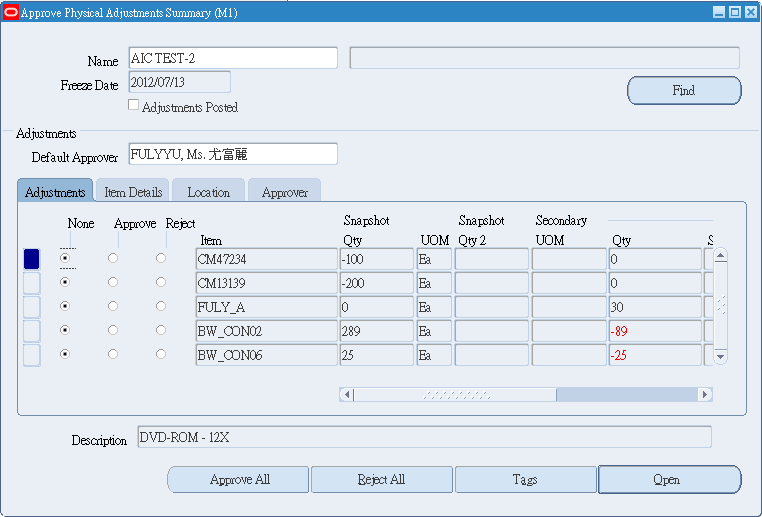 Approve Physical Adjustments Summary (M1)
Name AIC TEST-2
Freeze Date 2012/07/13
Find
Adjustments Posted
Adjustments
Default Approver FULYYU, Ms. 尤富麗
Adjustments Item Details Location Approver
Snapshot Snapshot Secondary
None Approve Reject
Item Qty UOM Qty 2 UOM Qty S
CM47234 -100 Ea 0
CM13139 -200 Ea 0
FULY_A 0 Ea 30
BW_CON02 289 Ea -89
BW_CON06 25 Ea -25
Description DVD-ROM - 12X
Approve All Reject All Tags Open